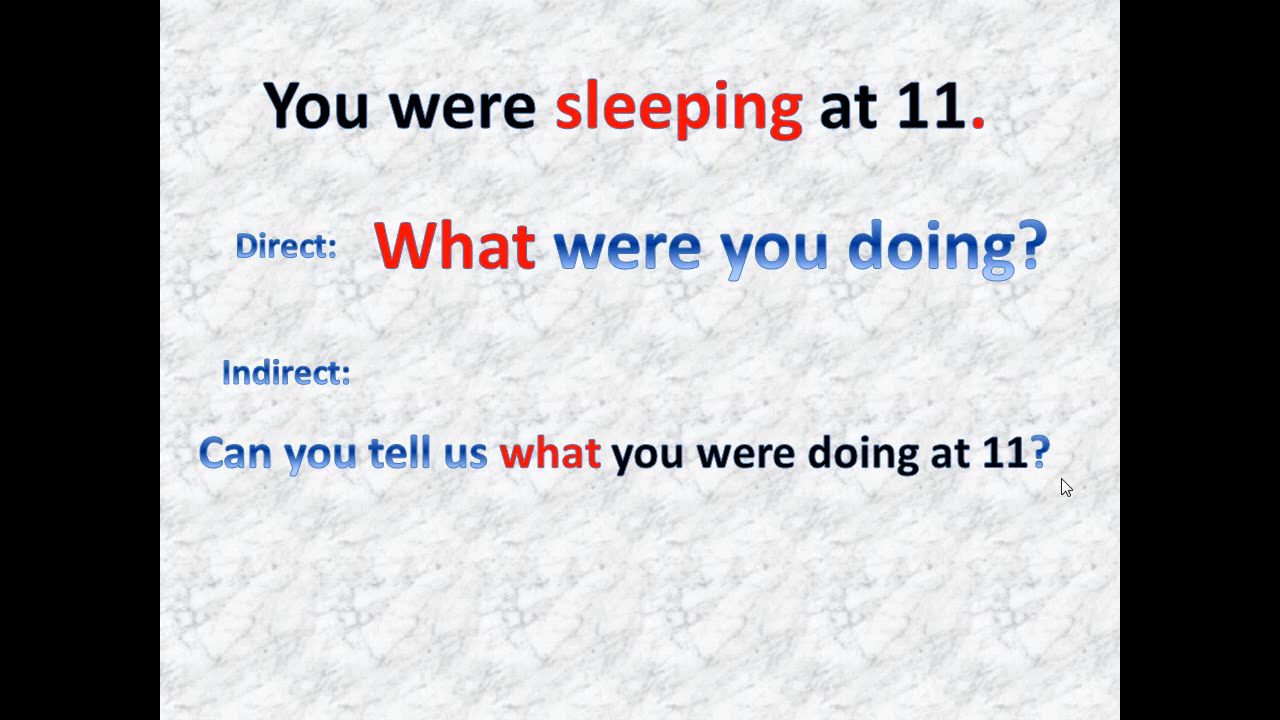 You were sleeping at 11.
Direct: What were you doing?
Indirect:
Can you tell us what you were doing at 11?